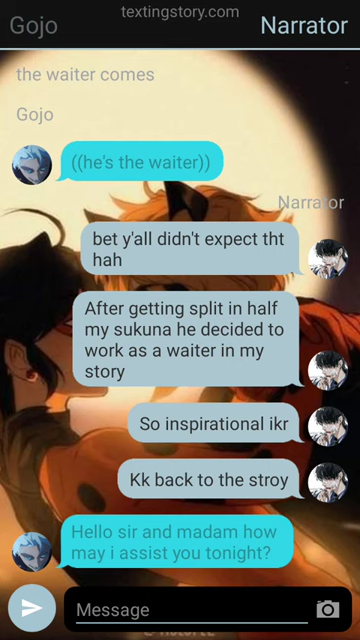 textingstory.com
Gojo
Narrator
the waiter comes
Gojo
((he's the waiter))
Narrator
bet y'all didn't expect tht
hah
After getting split in half
my sukuna he decided to
work as a waiter in my
story
So inspirational ikr
Kk back to the stroy
Hello sir and madam how
may i assist you tonight?
Message